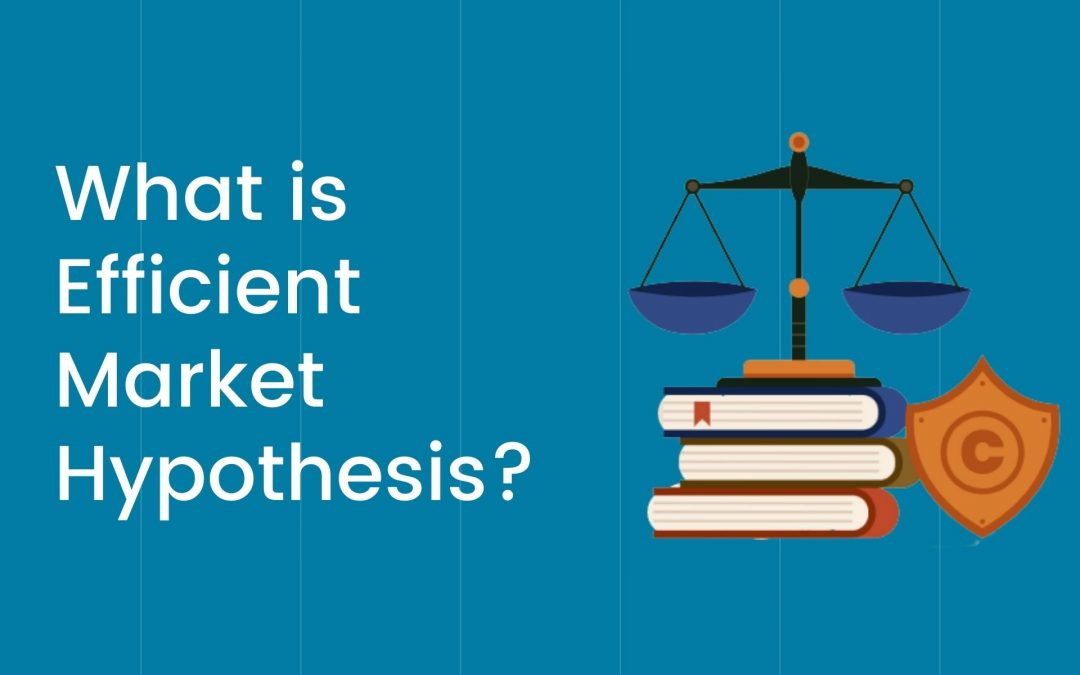 What is
Efficient
Market
Hypothesis?
C